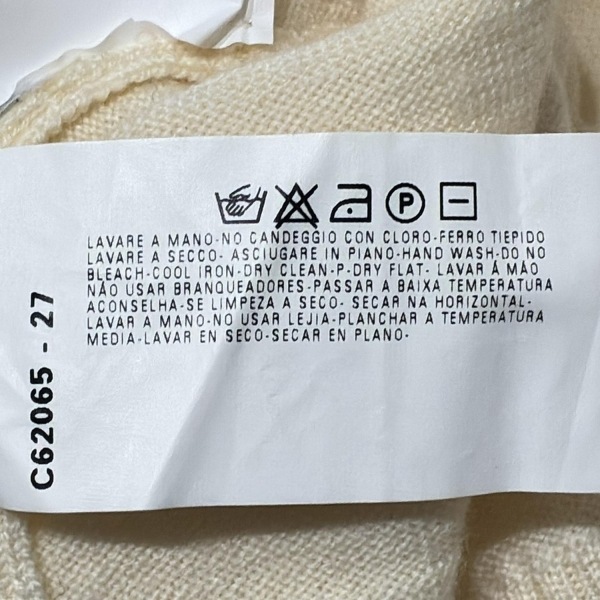 P
LAVARE A MANO-NO CANDEGGIO CON CLORO-FERRO TIEPIDO
LAVARE A SECCO- ASCIUGARE IN PIANO-HAND WASH-DO NO
BLEACH-COOL IRON-DRY CLEAN-P-DRY FLAT- LAVAR Á MÃO
NÃO USAR BRANQUEADORES-PASSAR A BAIXA TEMPERATURA
ACONSELHA-SE LIMPEZA A SECO- SECAR NA HORIZONTAL-
LAVAR A MANO-NO USAR LEJIA-PLANCHAR A TEMPERATURA
MEDIA-LAVAR EN SECO-SECAR EN PLANO-
C62065 - 27